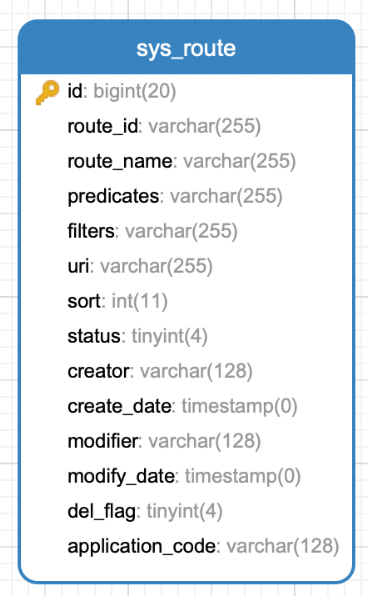 sys_route
id: bigint(20)
route_id: varchar(255)
route_name: varchar(255)
predicates: varchar(255)
filters: varchar(255)
uri: varchar(255)
sort: int(11)
status: tinyint(4)
creator: varchar(128)
create_date: timestamp(0)
modifier: varchar(128)
modify_date: timestamp(0)
del_flag: tinyint(4)
application_code: varchar(128)